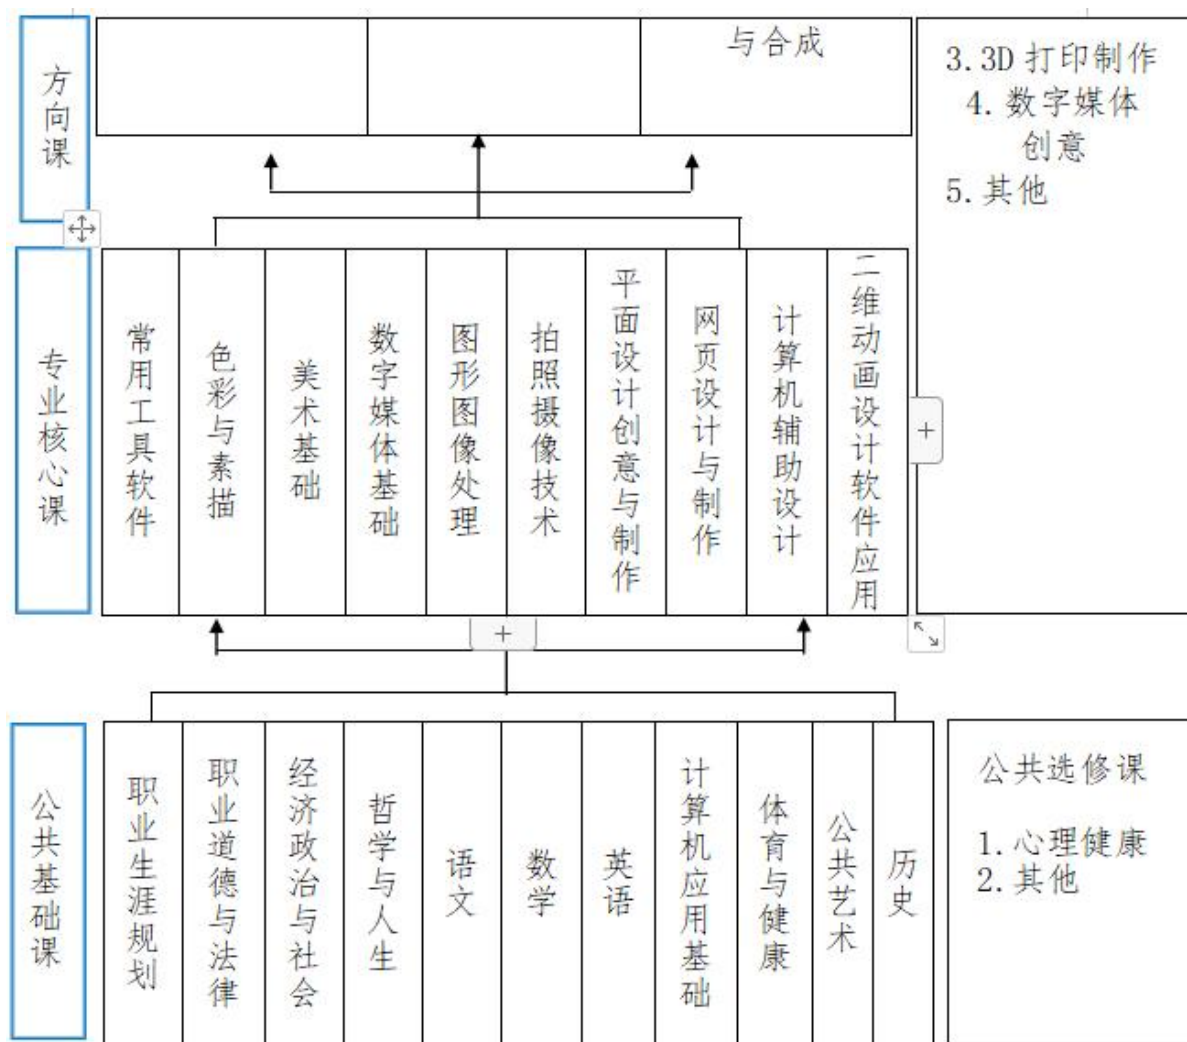 方向课
与合成
3.3D 打印制作
4.数字媒体
创意
5.其他
专业核心课
常用工具软件
色彩与素描
美术基础
数字媒体基础
图形图像处理
拍照摄像技术
平面设计创意与制作
网页设计与制作
计算机辅助设计
二维动画设计软件应用
公共基础课
职业生涯规划
职业道德与法律
经济政治与社会
哲学与人生
语文
数学
英语
计算机应用基础
体育与健康
公共艺术
历史
公共选修课
1.心理健康
2.其他